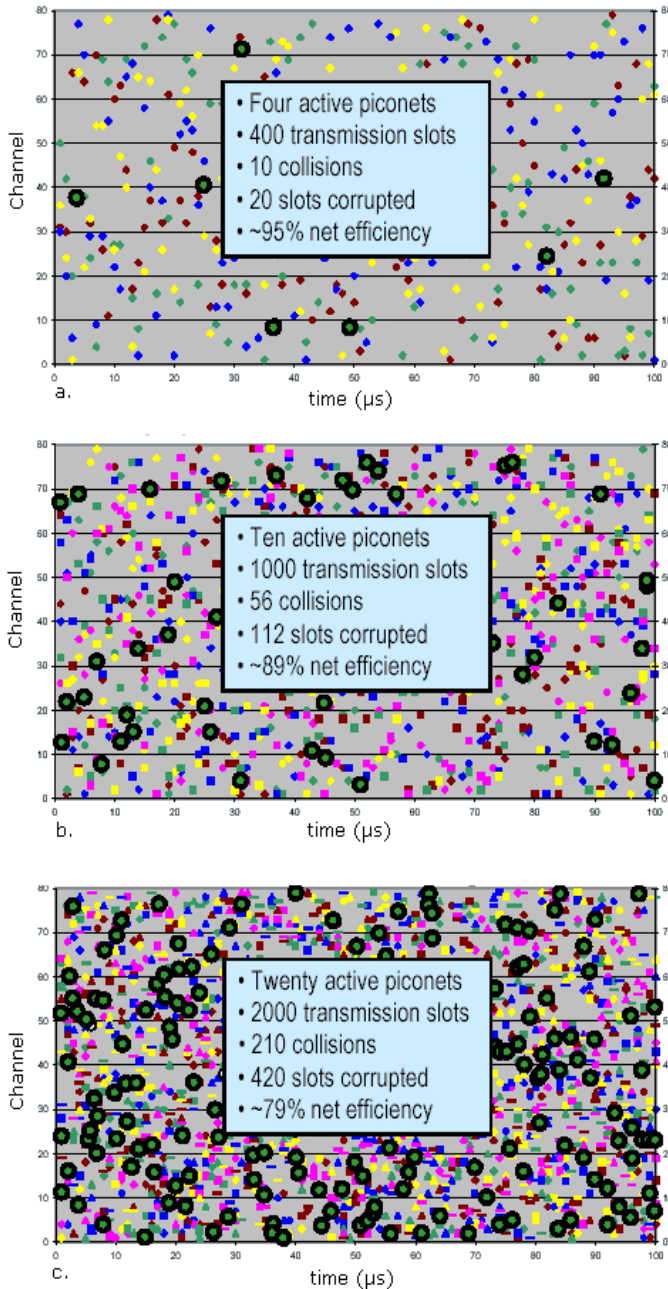 80
70
60
50
40
30
20
10
0
Channel
• Four active piconets
• 400 transmission slots
• 10 collisions
• 20 slots corrupted
• ~95% net efficiency
0 10 20 30 40 50 60 70 80 90 100
a.
time (µs)
80
70
60
50
40
30
20
10
0
Channel
• Ten active piconets
• 1000 transmission slots
• 56 collisions
• 112 slots corrupted
• ~89% net efficiency
0 10 20 30 40 50 60 70 80 90 100
b.
time (µs)
80
70
60
50
40
30
20
10
0
Channel
• Twenty active piconets
• 2000 transmission slots
• 210 collisions
• 420 slots corrupted
• ~79% net efficiency
0 10 20 30 40 50 60 70 80 90 100
c.
time (µs)